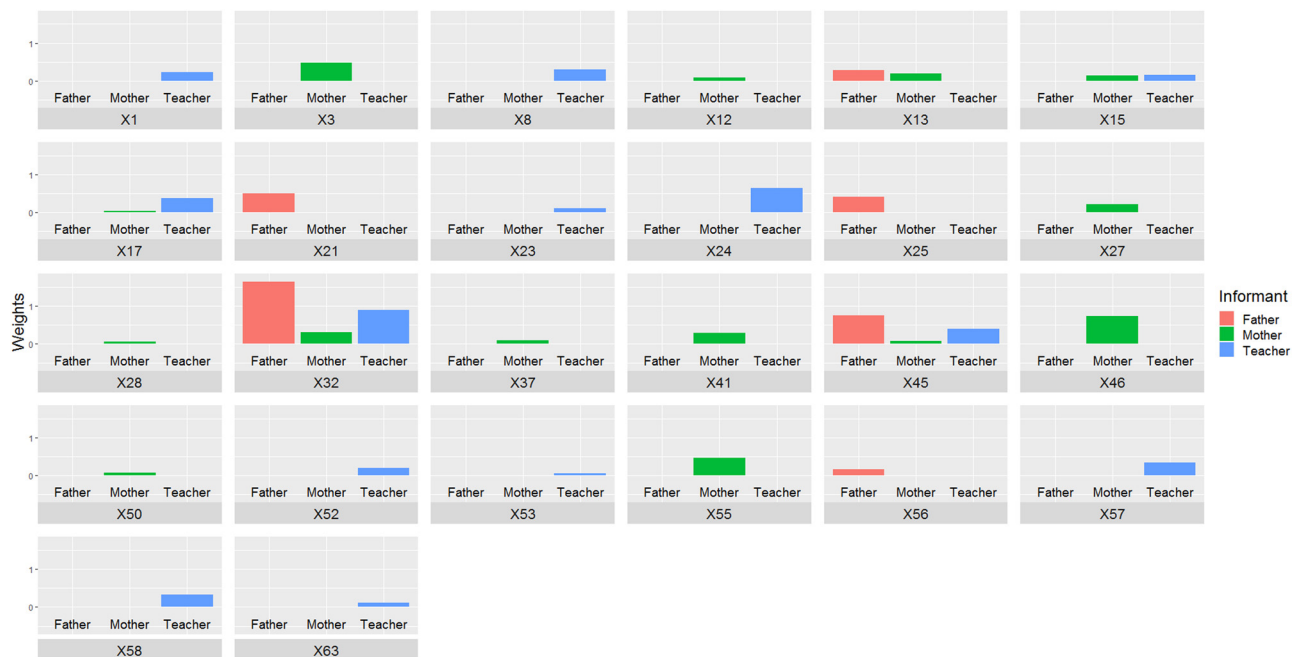 1-
0-
Father Mother Teacher Father Mother Teacher Father Mother Teacher Father Mother Teacher Father Mother Teacher Father Mother Teacher
X1 X3 X8 X12 X13 X15
1-
0-
Father Mother Teacher Father Mother Teacher Father Mother Teacher Father Mother Teacher Father Mother Teacher Father Mother Teacher
X17 X21 X23 X24 X25 X27
Weights
1-
0-
Father Mother Teacher Father Mother Teacher Father Mother Teacher Father Mother Teacher Father Mother Teacher Father Mother Teacher
X28 X32 X37 X41 X45 X46
Informant
Father
Mother
Teacher
1-
0-
Father Mother Teacher Father Mother Teacher Father Mother Teacher Father Mother Teacher Father Mother Teacher Father Mother Teacher
X50 X52 X53 X55 X56 X57
1-
0-
Father Mother Teacher Father Mother Teacher
X58 X63